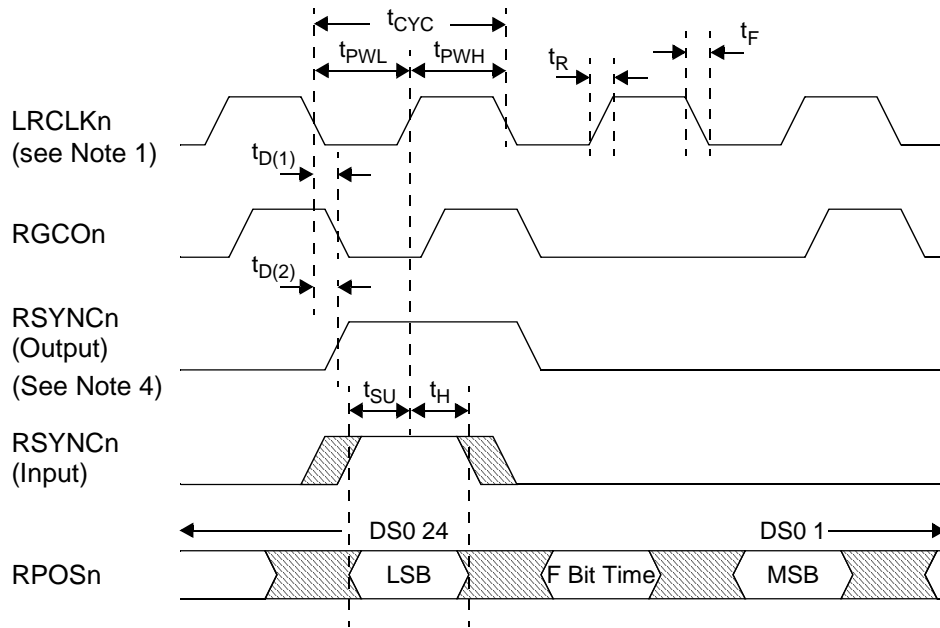 tCYC
tPWL tPWH tR tF
LRCLKn
(see Note 1)
tD(1)
RGCOn
tD(2)
RSYNCn
(Output)
(See Note 4)
tSU tH
RSYNCn
(Input)
DS0 24 DS0 1
RPOSn LSB F Bit Time MSB